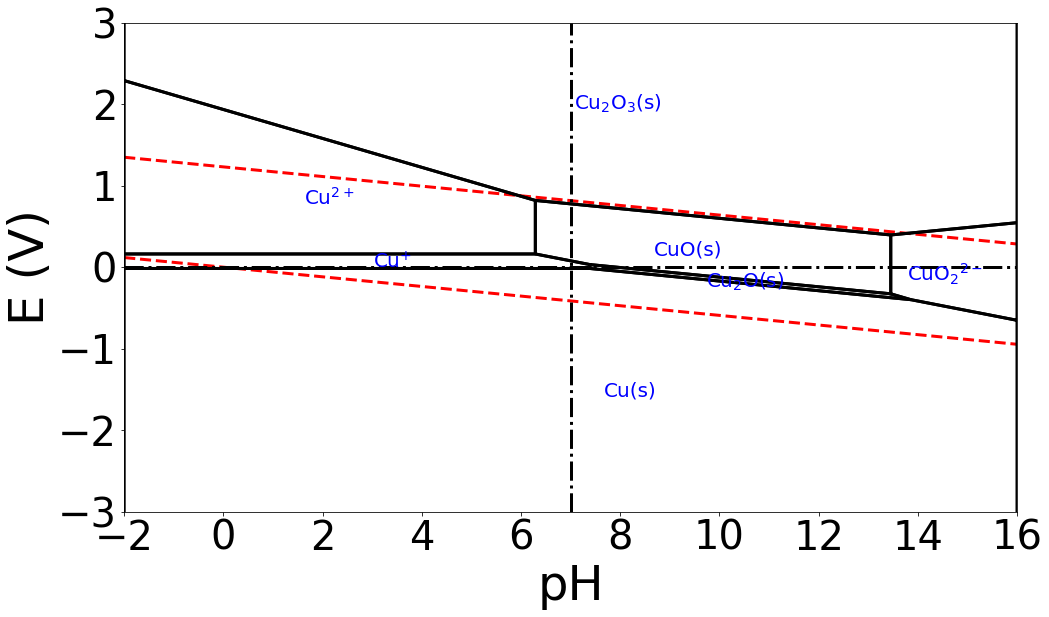 3
2
1
0
−1
−2
−3
E (V)
Cu₂O₃(s)
Cu²⁺
CuO(s)
Cu⁺
CuO₂²⁻
Cu₂O(s)
Cu(s)
−2 0 2 4 6 8 10 12 14 16
pH